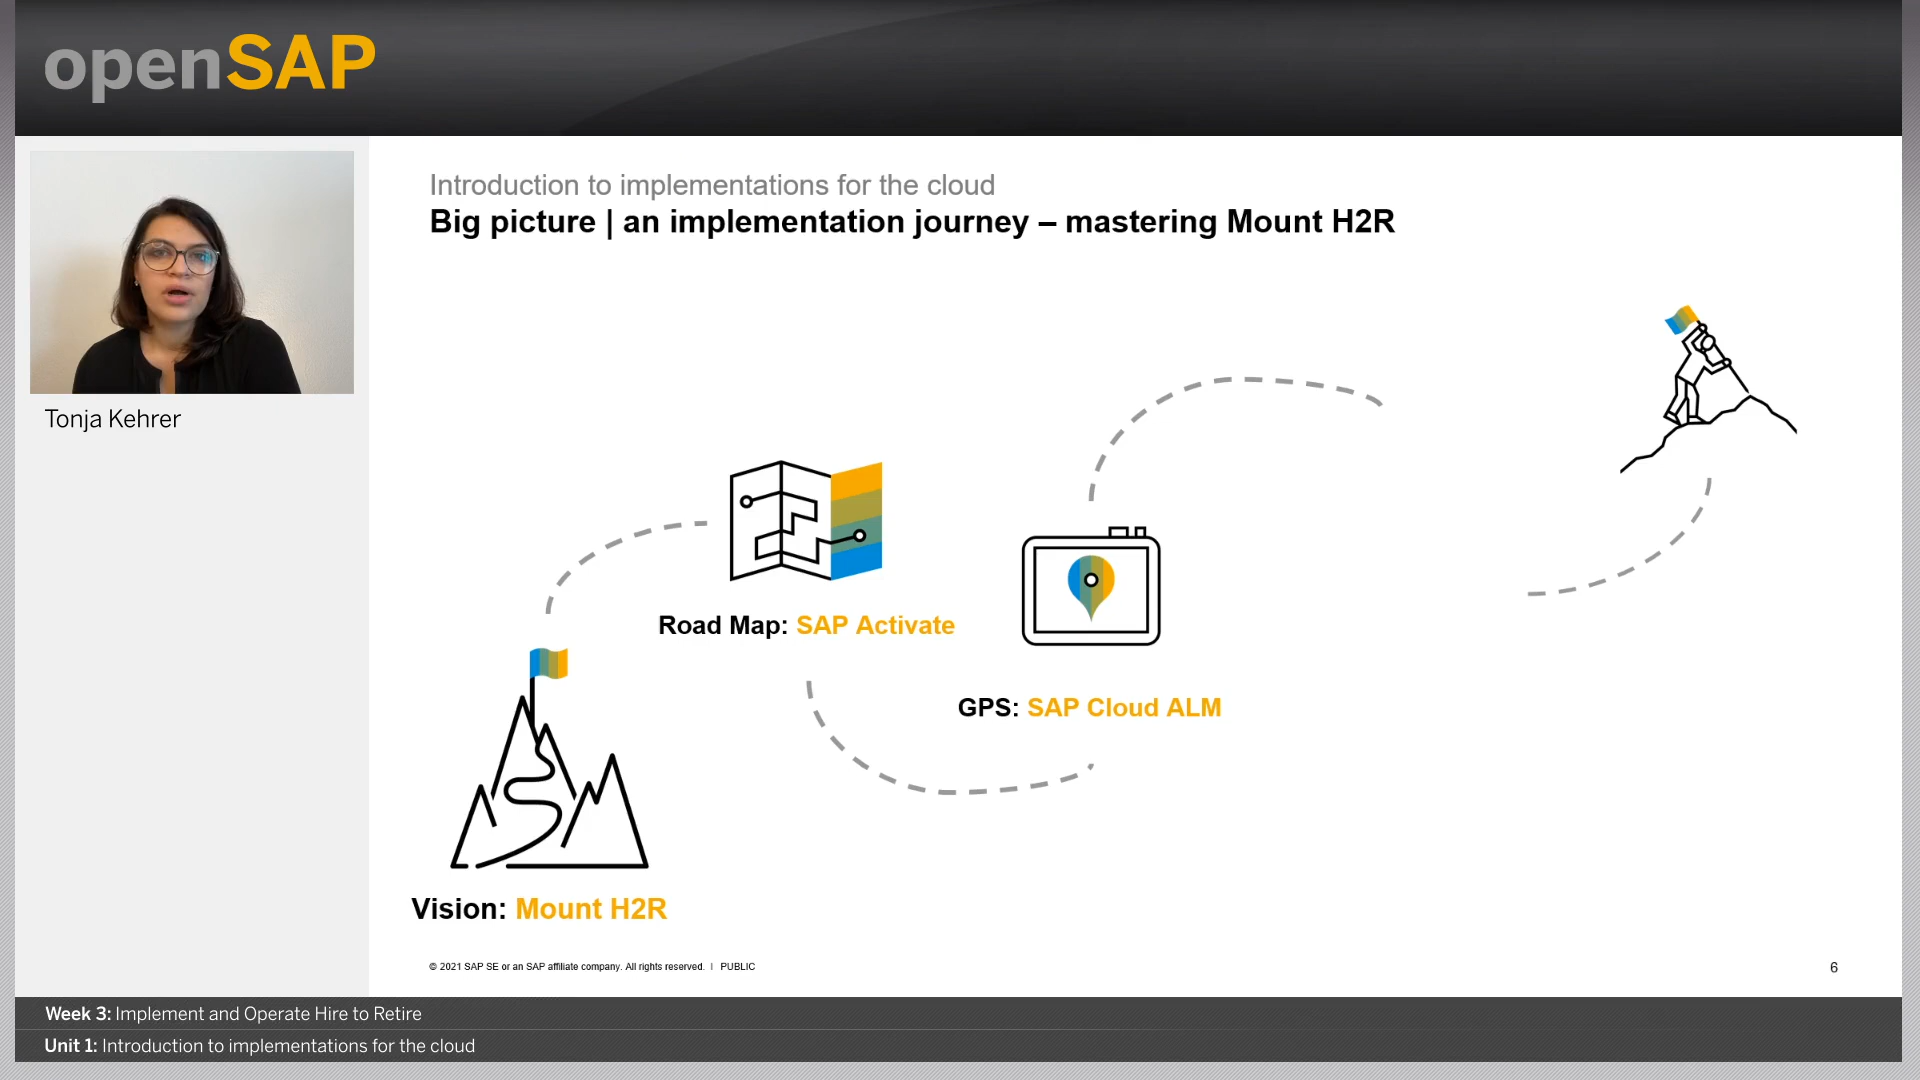 openSAP
Introduction to implementations for the cloud
Big picture | an implementation journey – mastering Mount H2R
Tonja Kehrer
Road Map: SAP Activate
GPS: SAP Cloud ALM
Vision: Mount H2R
© 2021 SAP SE or an SAP affiliate company. All rights reserved. | PUBLIC
6
Week 3: Implement and Operate Hire to Retire
Unit 1: Introduction to implementations for the cloud